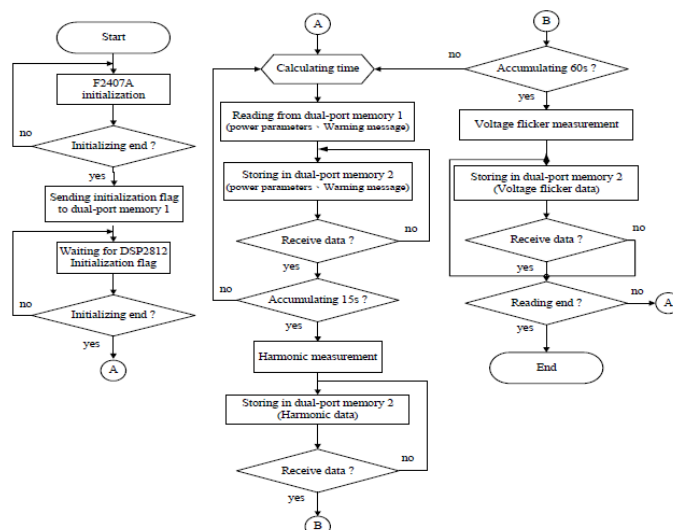 Start
F2407A
initialization
no
Initializing end ?
yes
Sending initialization flag
to dual-port memory 1
Waiting for DSP2812
Initialization flag
no
Initializing end ?
yes
A
A
Calculating time
Reading from dual-port memory 1
(power parameters、Warning message)
Storing in dual-port memory 2
(power parameters、Warning message)
Receive data ?
no
yes
no
Accumulating 15s ?
yes
Harmonic measurement
Storing in dual-port memory 2
(Harmonic data)
no
Receive data ?
yes
B
B
no
Accumulating 60s ?
yes
Voltage flicker measurement
Storing in dual-port memory 2
(Voltage flicker data)
Receive data ?
no
yes
Reading end ?
no
A
yes
End